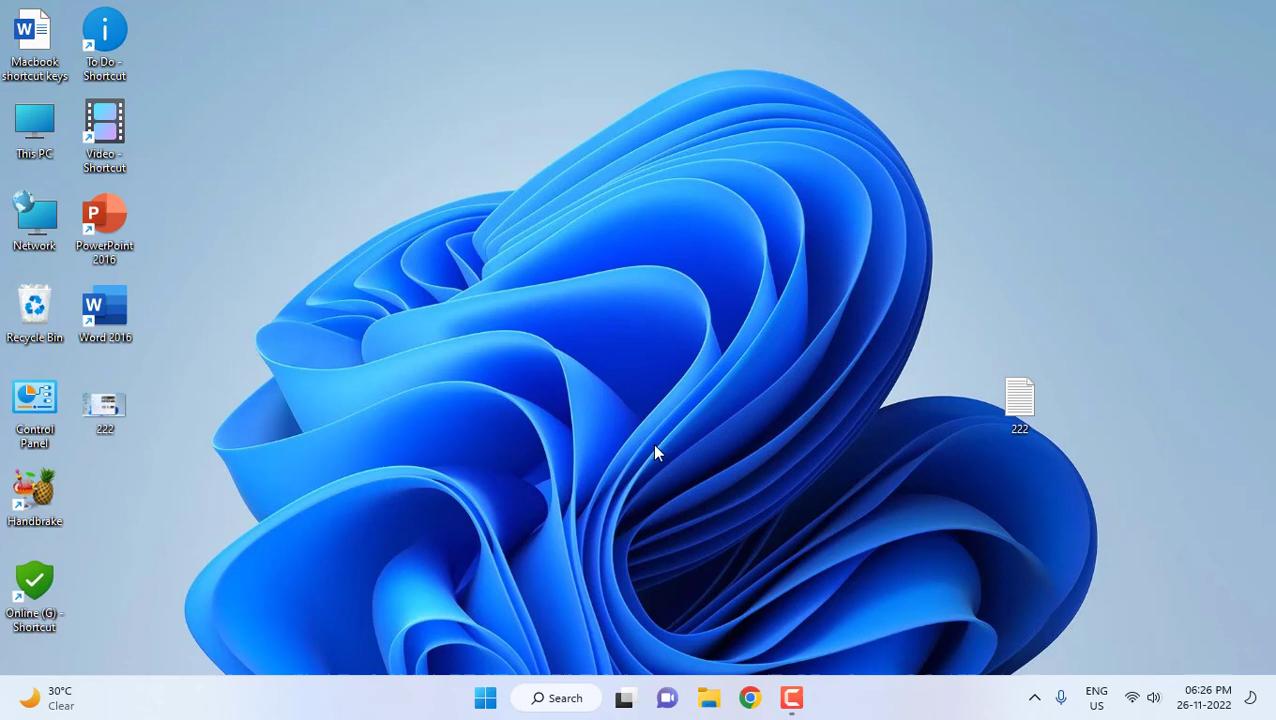 Macbook
shortcut keys
To Do -
Shortcut
This PC
Video -
Shortcut
Network
PowerPoint
2016
Recycle Bin
Word 2016
Control
Panel
222
222
Handbrake
Online (G) -
Shortcut
30°C
Clear
Search
ENG
US
06:26 PM
26-11-2022